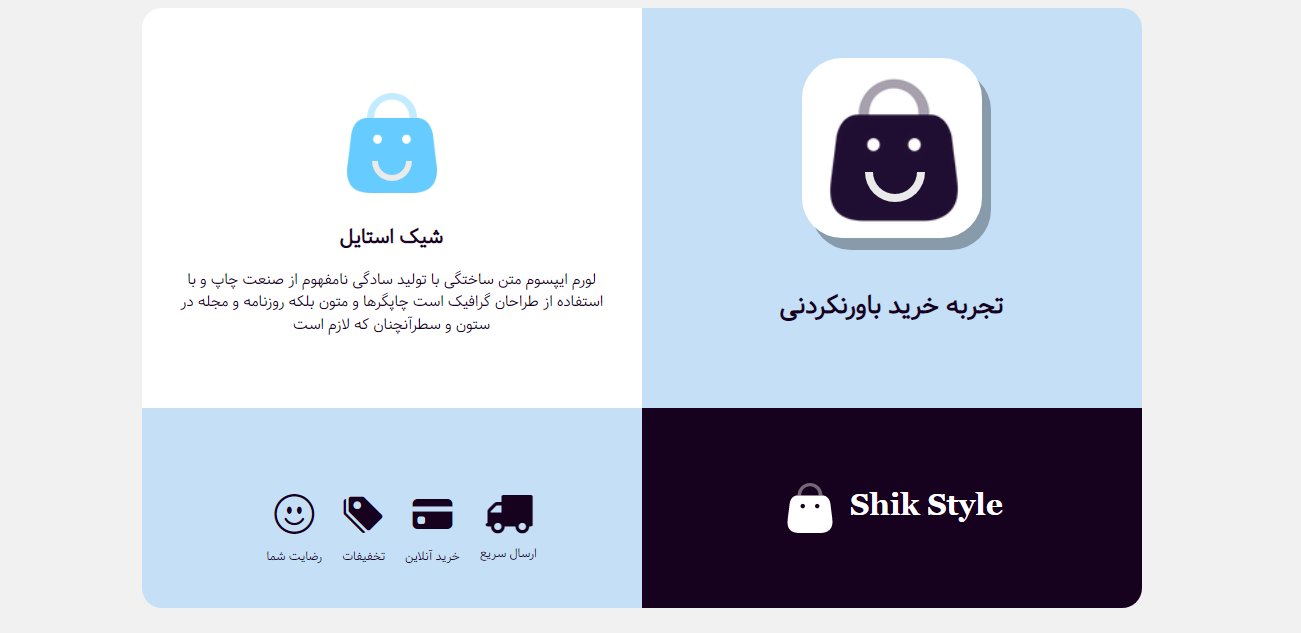 تجربه خرید باورنکردنی
شیک استایل
لورم ایپسوم متن ساختگی با تولید سادگی نامفهوم از صنعت چاپ و با
استفاده از طراحان گرافیک است چاپگرها و متون بلکه روزنامه و مجله در
ستون و سطرآنچنان که لازم است
Shik Style
ارسال سریع
خرید آنلاین
تخفیفات
رضایت شما